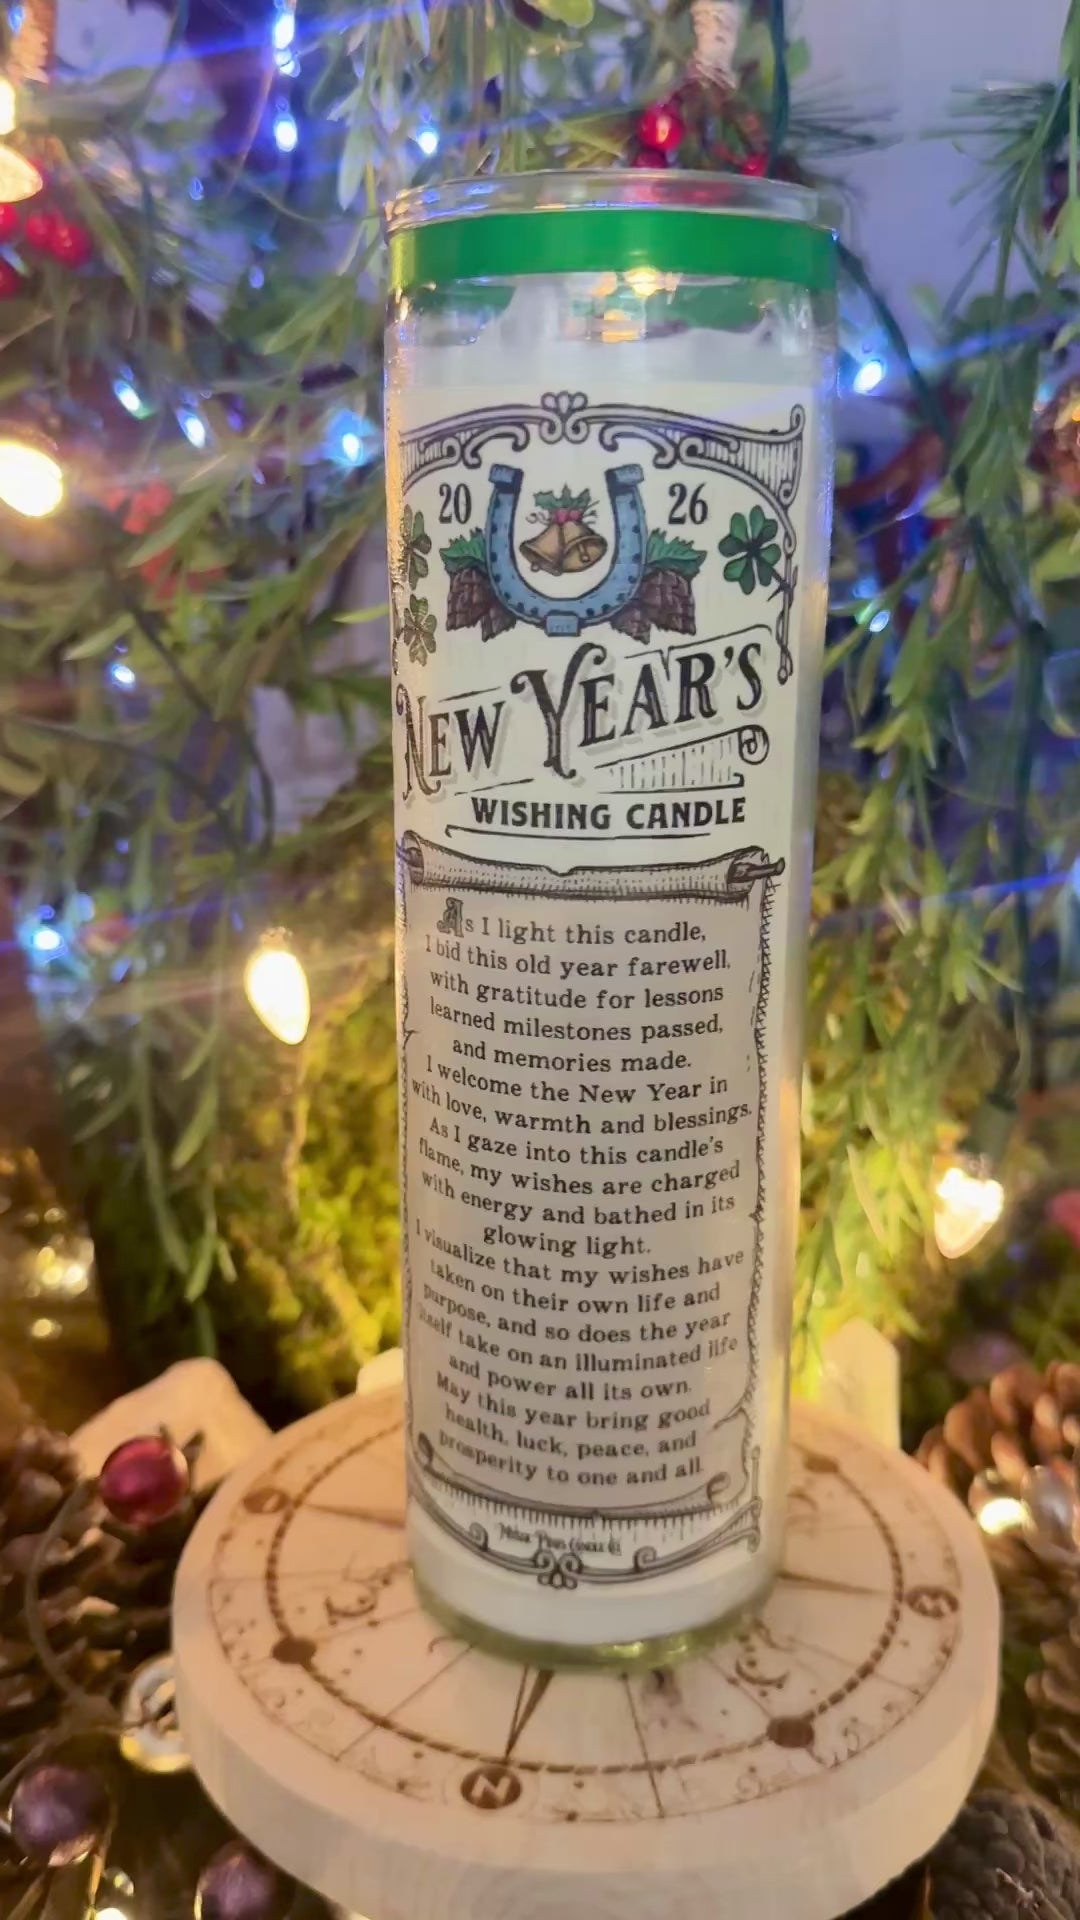 20 26
NEW YEAR'S
WISHING CANDLE
As I light this candle,
I bid this old year farewell,
with gratitude for lessons
learned milestones passed,
and memories made.
I welcome the New Year in
with love, warmth and blessings.
As I gaze into this candle's
flame, my wishes are charged
with energy and bathed in its
glowing light.
I visualize that my wishes have
taken on their own life and
purpose, and so does the year
itself take on an illuminated life
and power all its own.
May this year bring good
health, luck, peace, and
prosperity to one and all.
N